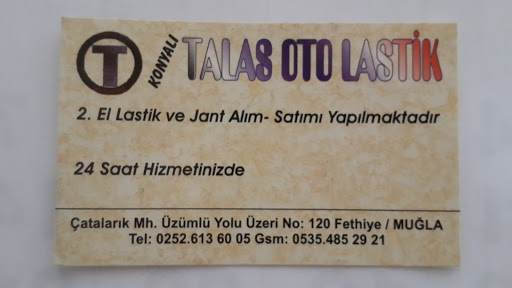 T KONYALI TALAS OTO LASTİK
2. El Lastik ve Jant Alım- Satımı Yapılmaktadır
24 Saat Hizmetinizde
Çatalarık Mh. Üzümlü Yolu Üzeri No: 120 Fethiye / MUĞLA
Tel: 0252.613 60 05 Gsm: 0535.485 29 21